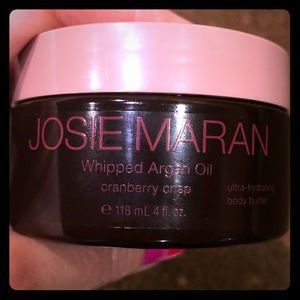 JOSIE MARAN
Whipped Argan Oil
cranberry crisp
ultra-hydrating
body butter
℮ 118 mL 4 fl. oz.